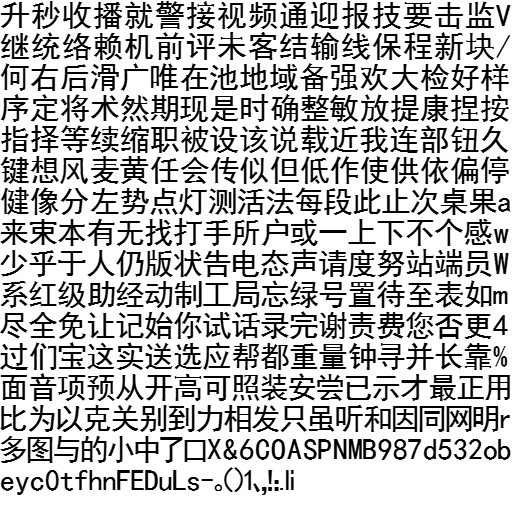 升秒收播就警接视频通迎报技要击监V
继统络赖机前评未客结输线保程新块/
何右后滑广唯在池地域备强欢大检好样
序定将术然期现是时确整敏放提康捏按
指择等续缩职被设该说载近我连部钮久
键想风麦黄任会传似但低作使供依偏停
健像分左势点灯测活法每段此止次桌果a
来束本有无找打手所户或一上下不个感w
少乎于人仍版状告电态声请度努站端员W
系红级助经动制工局忘绿号置待至表如m
尽全免让记始你试话录完谢责费您否更4
过们宝这实送选应帮都重量钟寻并长靠%
面音项预从开高可照装安尝已示才最正用
比为以克关别到力相发只虽听和因同网明r
多图与的小中了口X&6COASPNMB987d532ob
eyc0tfhnFEDuLs-。()1、,!:.li